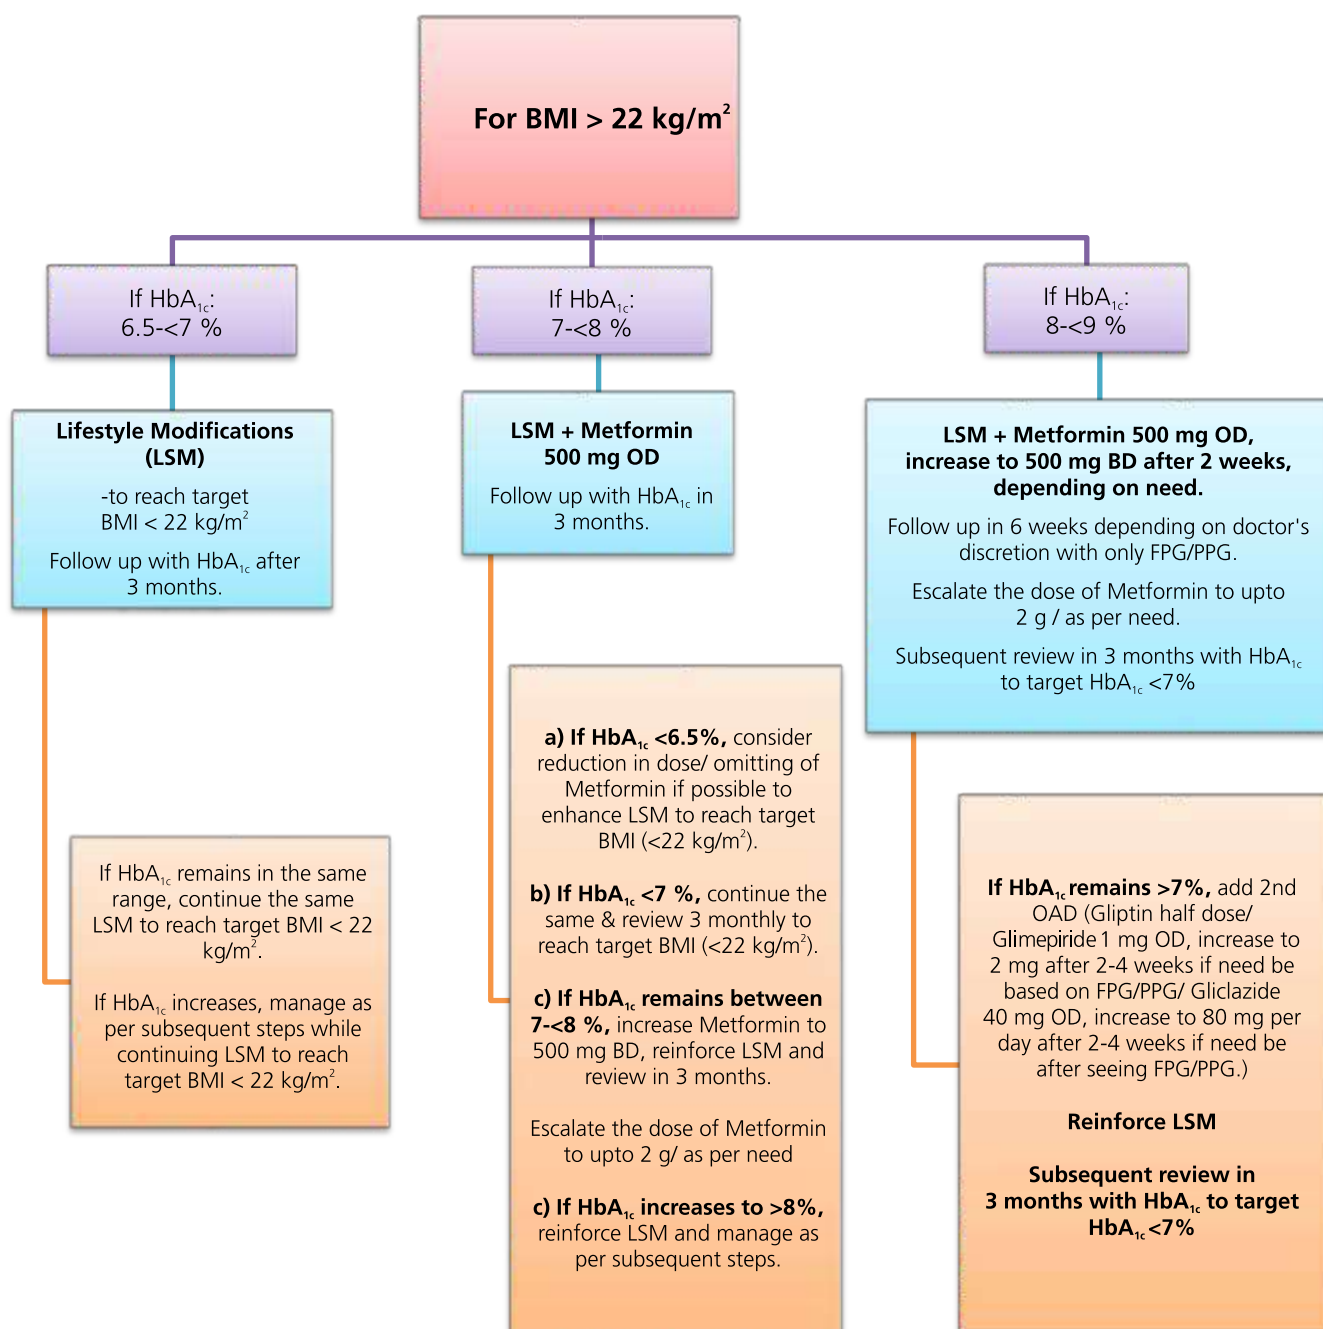 For BMI > 22 kg/m²
If HbA1c:
6.5-<7 %
If HbA1c:
7-<8 %
If HbA1c:
8-<9 %
Lifestyle Modifications
(LSM)
-to reach target
BMI < 22 kg/m²
Follow up with HbA1c after
3 months.
LSM + Metformin
500 mg OD
Follow up with HbA1c in
3 months.
LSM + Metformin 500 mg OD,
increase to 500 mg BD after 2 weeks,
depending on need.
Follow up in 6 weeks depending on doctor's
discretion with only FPG/PPG.
Escalate the dose of Metformin to upto
2 g / as per need.
Subsequent review in 3 months with HbA1c
to target HbA1c <7%
If HbA1c remains in the same
range, continue the same
LSM to reach target BMI < 22
kg/m².
If HbA1c increases, manage as
per subsequent steps while
continuing LSM to reach
target BMI < 22 kg/m².
a) If HbA1c <6.5%, consider
reduction in dose/ omitting of
Metformin if possible to
enhance LSM to reach target
BMI (<22 kg/m²).
b) If HbA1c <7 %, continue the
same & review 3 monthly to
reach target BMI (<22 kg/m²).
c) If HbA1c remains between
7-<8 %, increase Metformin to
500 mg BD, reinforce LSM and
review in 3 months.
Escalate the dose of Metformin
to upto 2 g/ as per need
c) If HbA1c increases to >8%,
reinforce LSM and manage as
per subsequent steps.
If HbA1c remains >7%, add 2nd
OAD (Gliptin half dose/
Glimepiride 1 mg OD, increase to
2 mg after 2-4 weeks if need be
based on FPG/PPG/ Gliclazide
40 mg OD, increase to 80 mg per
day after 2-4 weeks if need be
after seeing FPG/PPG.)
Reinforce LSM
Subsequent review in
3 months with HbA1c to target
HbA1c <7%